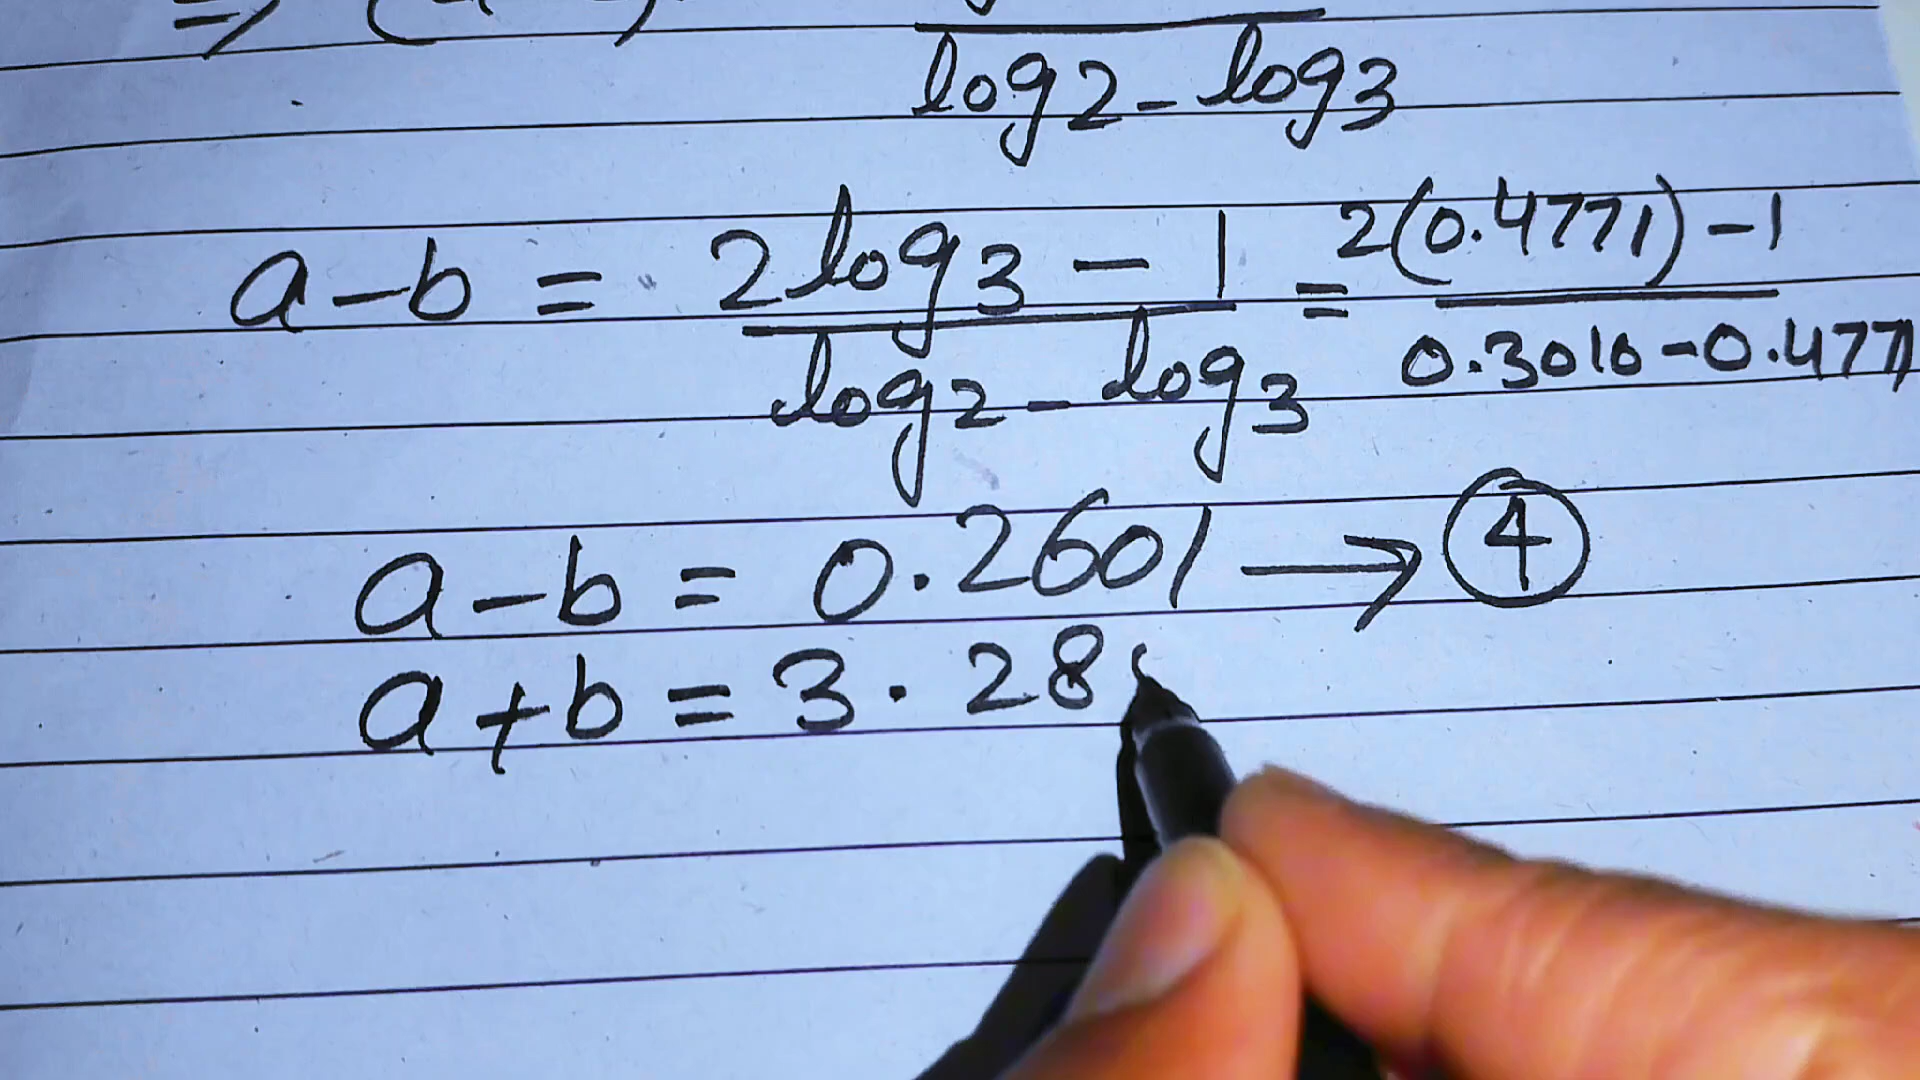 ⇒
log2 - log3
a-b = 2log3 - 1 / log2 - log3 = 2(0.4771) - 1 / 0.3010 - 0.4771
a-b = 0.2601 → ④
a+b = 3.28